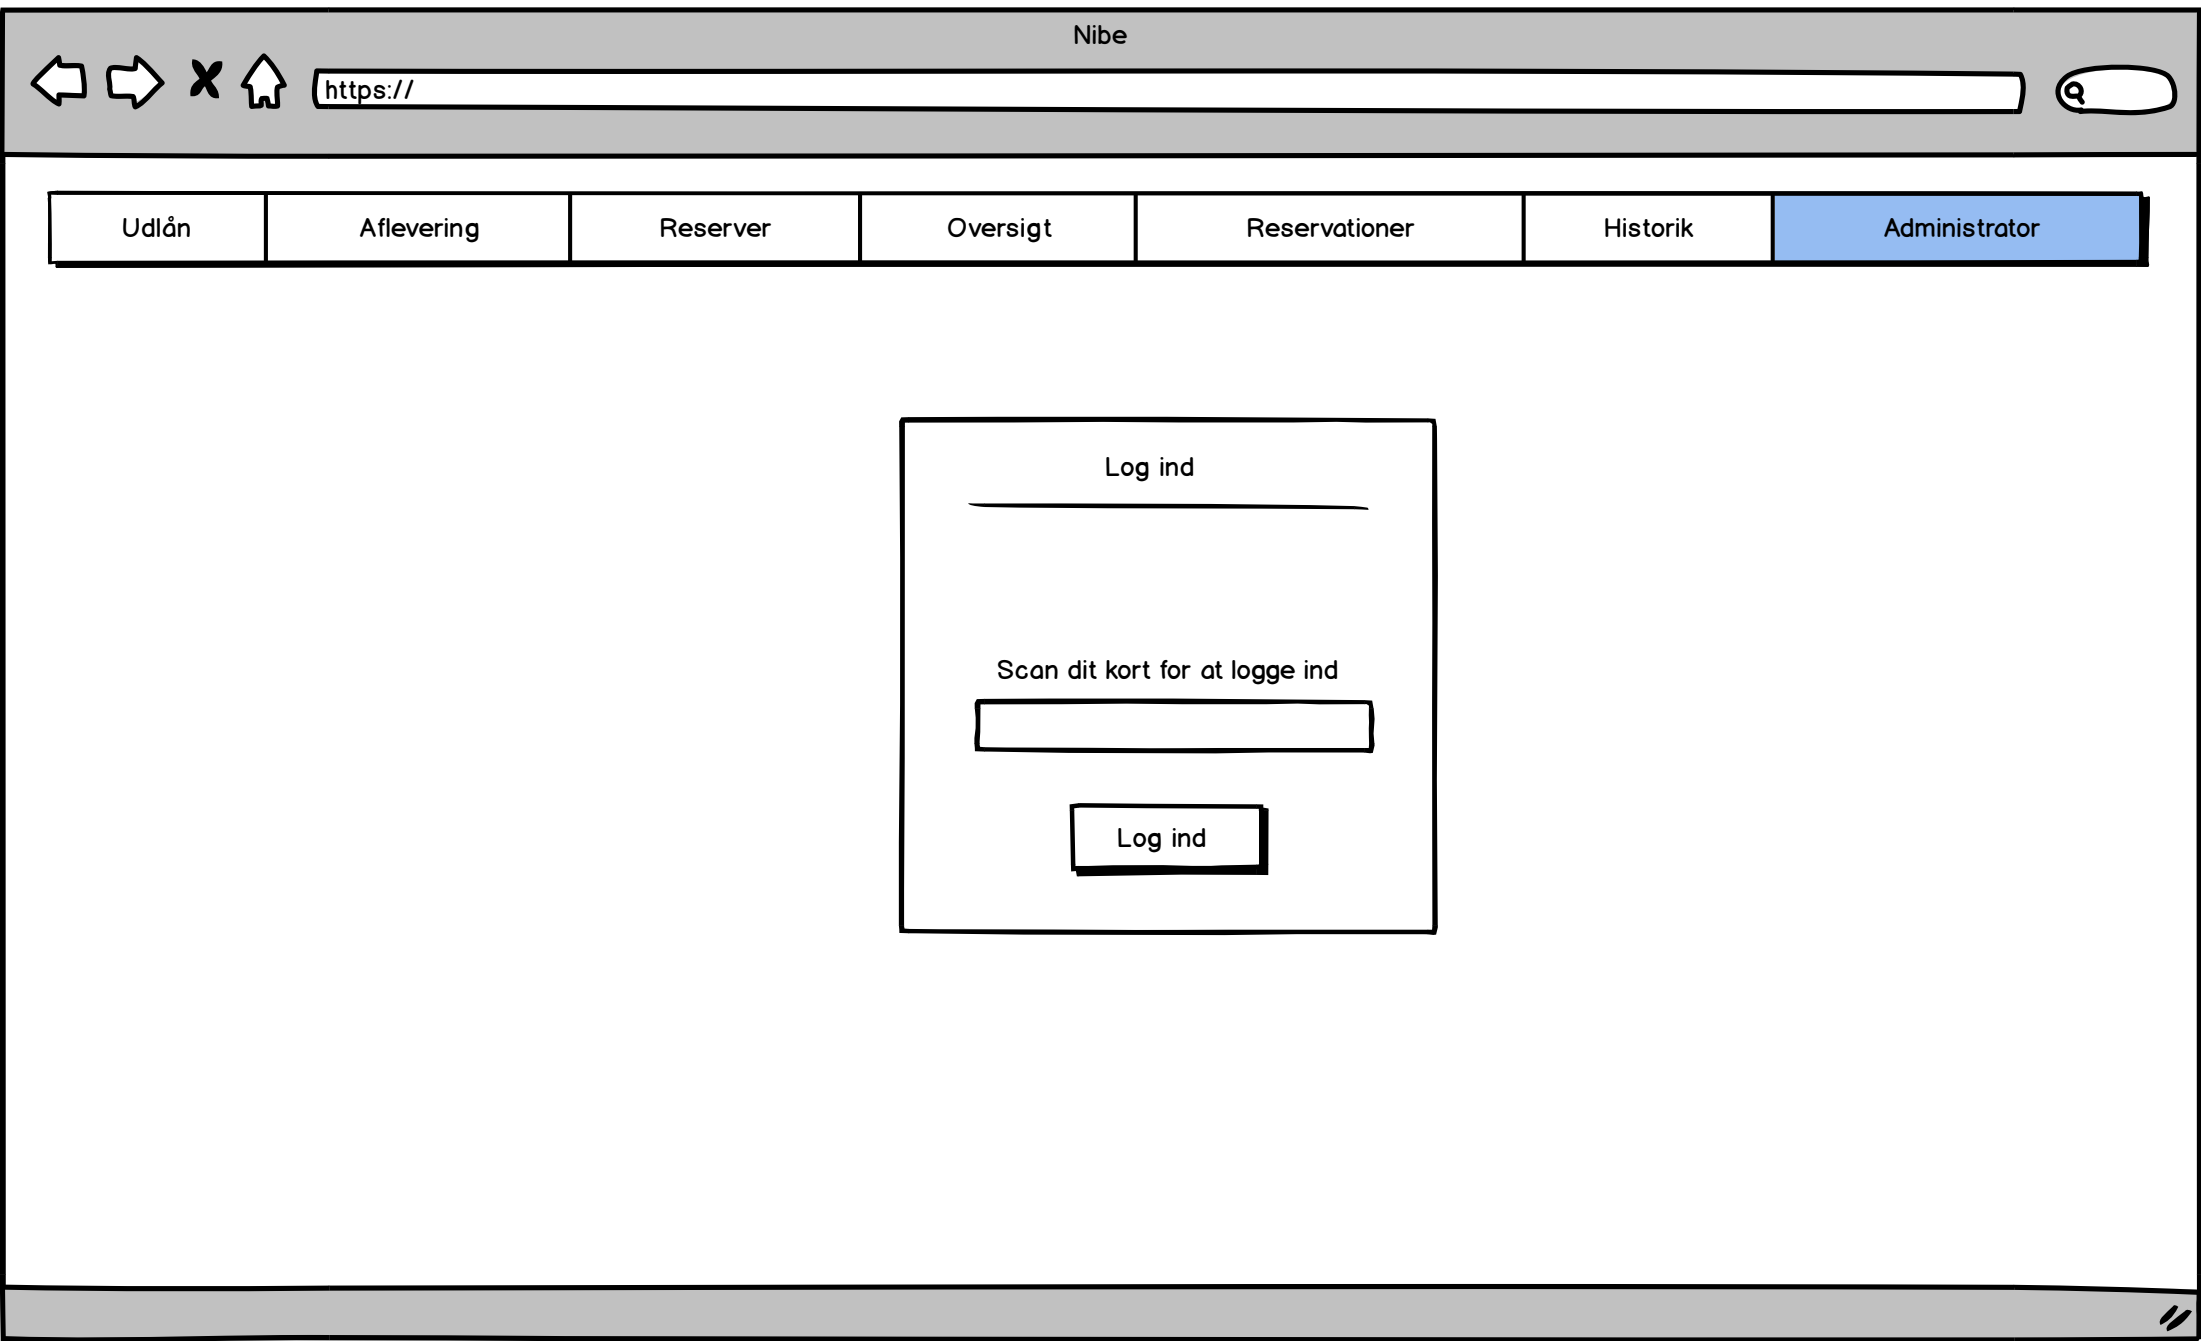 Nibe
https://
Udlån Aflevering Reserver Oversigt Reservationer Historik Administrator
Log ind
Scan dit kort for at logge ind
Log ind